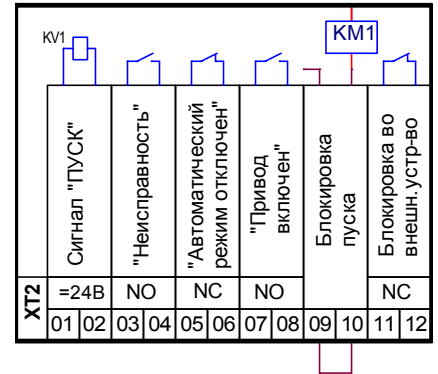 KV1
KM1
Сигнал "ПУСК"
"Неисправность"
"Автоматический
режим отключен"
"Привод
включен"
Блокировка
пуска
Блокировка во
внешн.устр-во
XT2
=24В NO NC NO NC
01 02 03 04 05 06 07 08 09 10 11 12